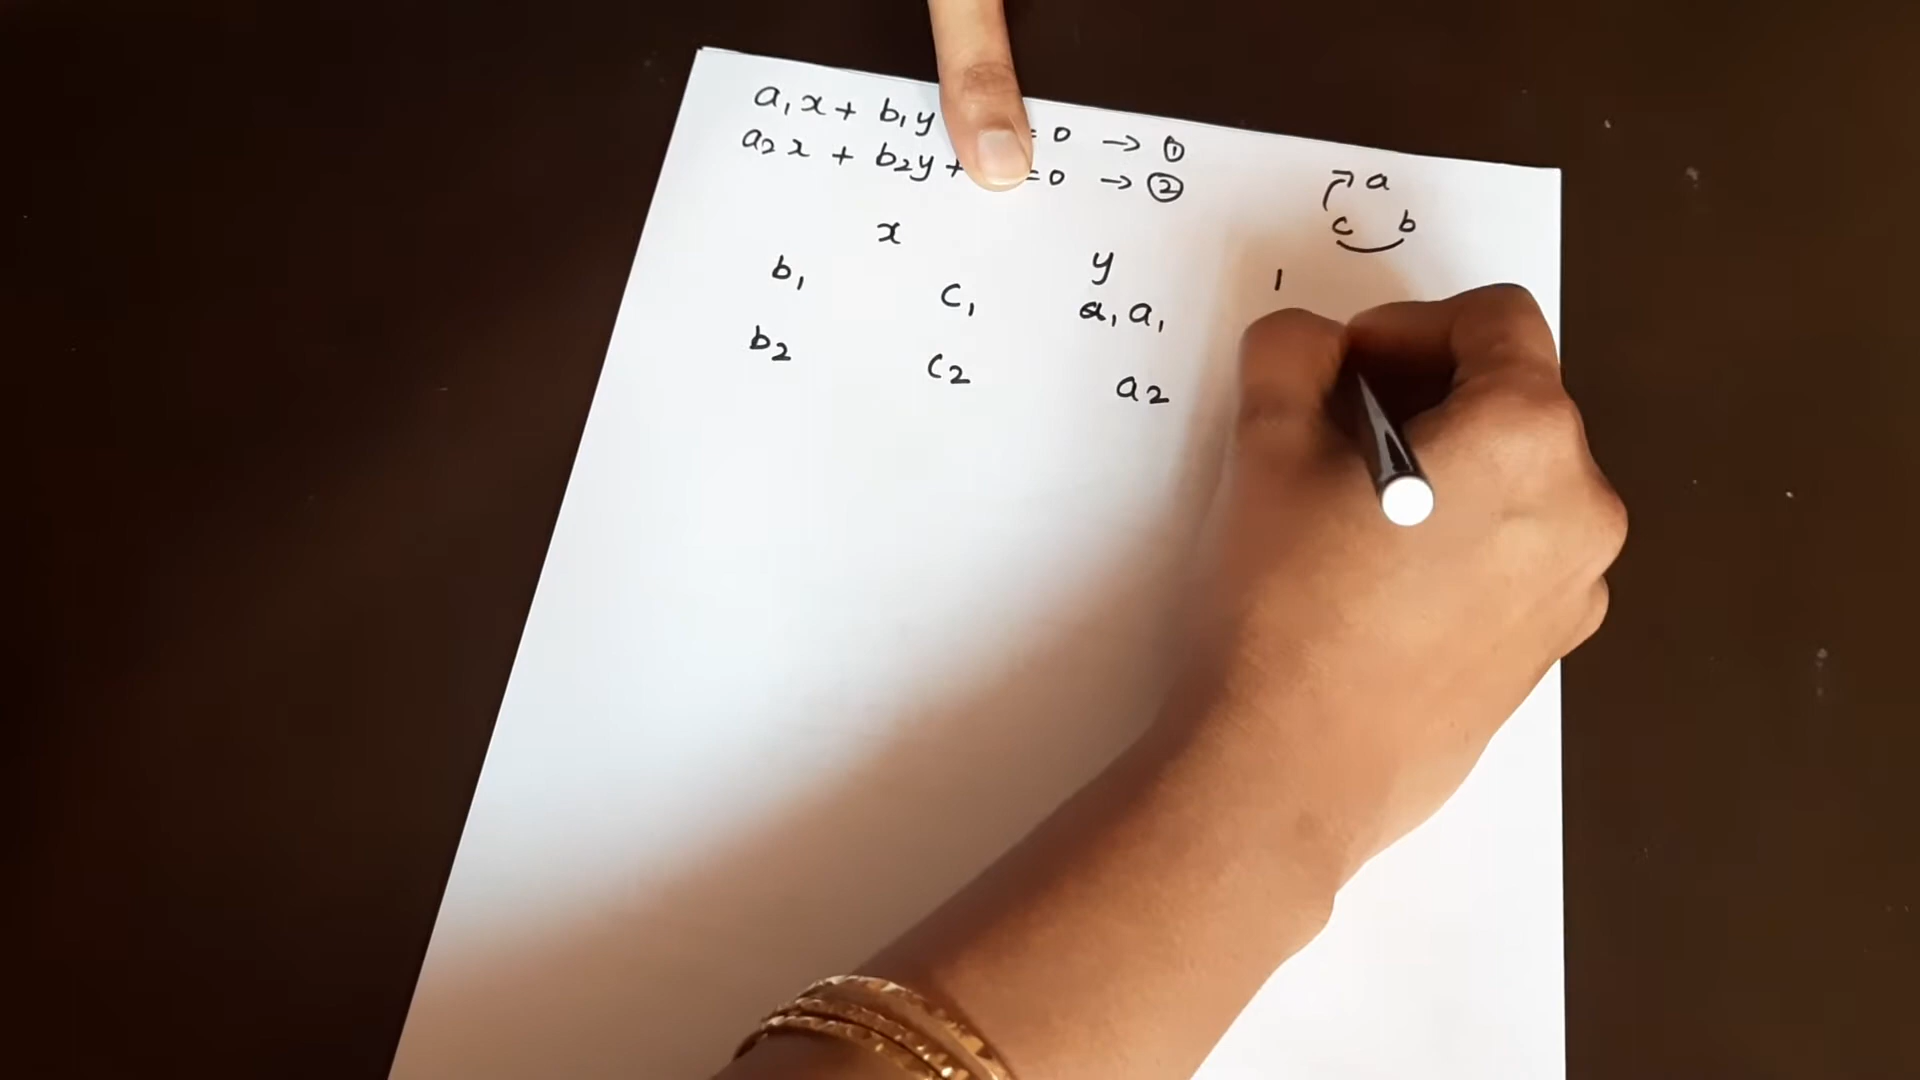 a₁x + b₁y = 0 → ①
a₂x + b₂y + = 0 → ②
a
c b
x y 1
b₁ c₁ a₁ a₁
b₂ c₂ a₂